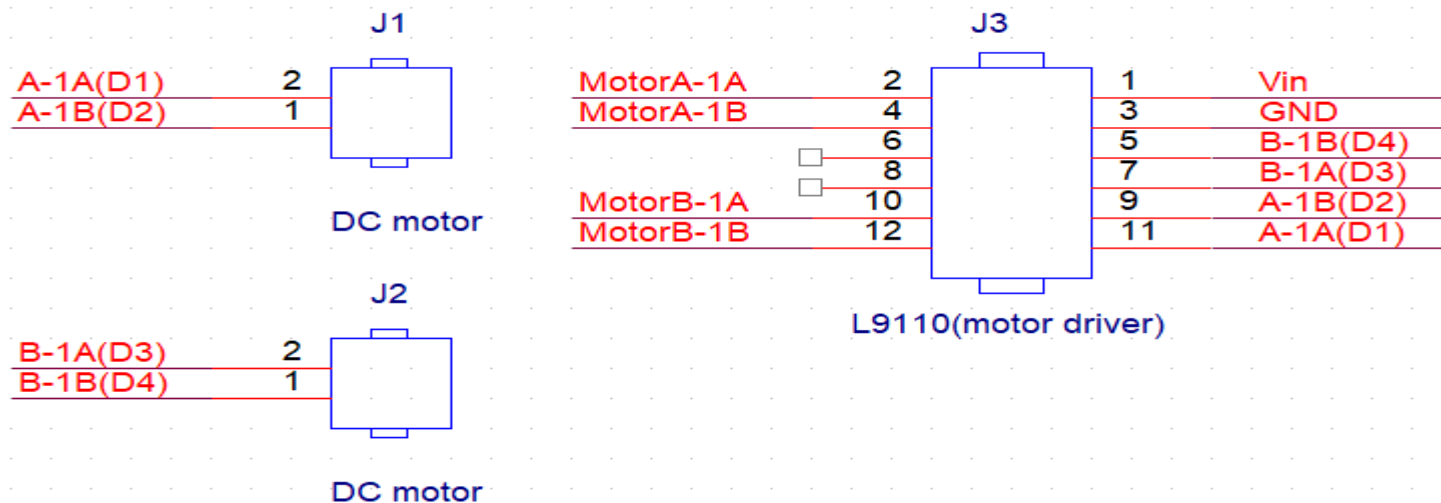 J1
A-1A(D1) 2
A-1B(D2) 1
DC motor
J2
B-1A(D3) 2
B-1B(D4) 1
DC motor
J3
MotorA-1A 2 1 Vin
MotorA-1B 4 3 GND
6 5 B-1B(D4)
8 7 B-1A(D3)
MotorB-1A 10 9 A-1B(D2)
MotorB-1B 12 11 A-1A(D1)
L9110(motor driver)